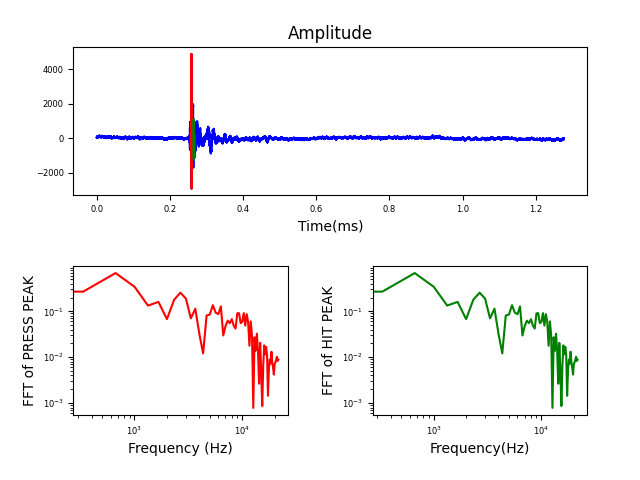 Amplitude
4000
2000
0
−2000
0.0 0.2 0.4 0.6 0.8 1.0 1.2
Time(ms)
FFT of PRESS PEAK
10⁻¹
10⁻²
10⁻³
10³ 10⁴
Frequency (Hz)
FFT of HIT PEAK
10⁻¹
10⁻²
10⁻³
10³ 10⁴
Frequency(Hz)